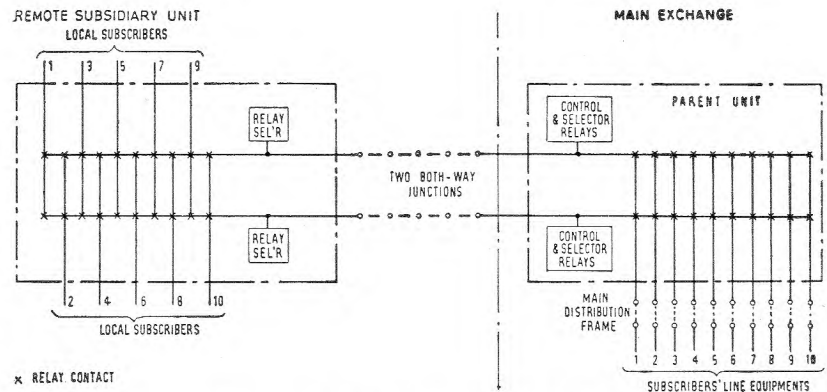 REMOTE SUBSIDIARY UNIT
LOCAL SUBSCRIBERS
1 3 5 7 9
MAIN EXCHANGE
PARENT UNIT
RELAY
SEL'R
CONTROL
& SELECTOR
RELAYS
TWO BOTH-WAY
JUNCTIONS
RELAY
SEL'R
CONTROL
& SELECTOR
RELAYS
2 4 6 8 10
LOCAL SUBSCRIBERS
MAIN
DISTRIBUTION
FRAME
1 2 3 4 5 6 7 8 9 10
SUBSCRIBERS' LINE EQUIPMENTS
x RELAY CONTACT